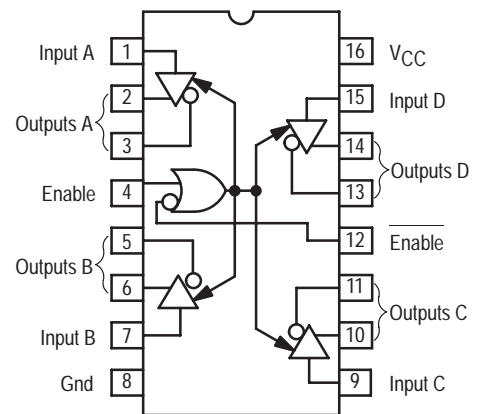 Input A 1 16 VCC
2 15 Input D
Outputs A
3 14
Outputs D
Enable 4 13
5 12 Enable
Outputs B
6 11
Outputs C
Input B 7 10
Gnd 8 9 Input C